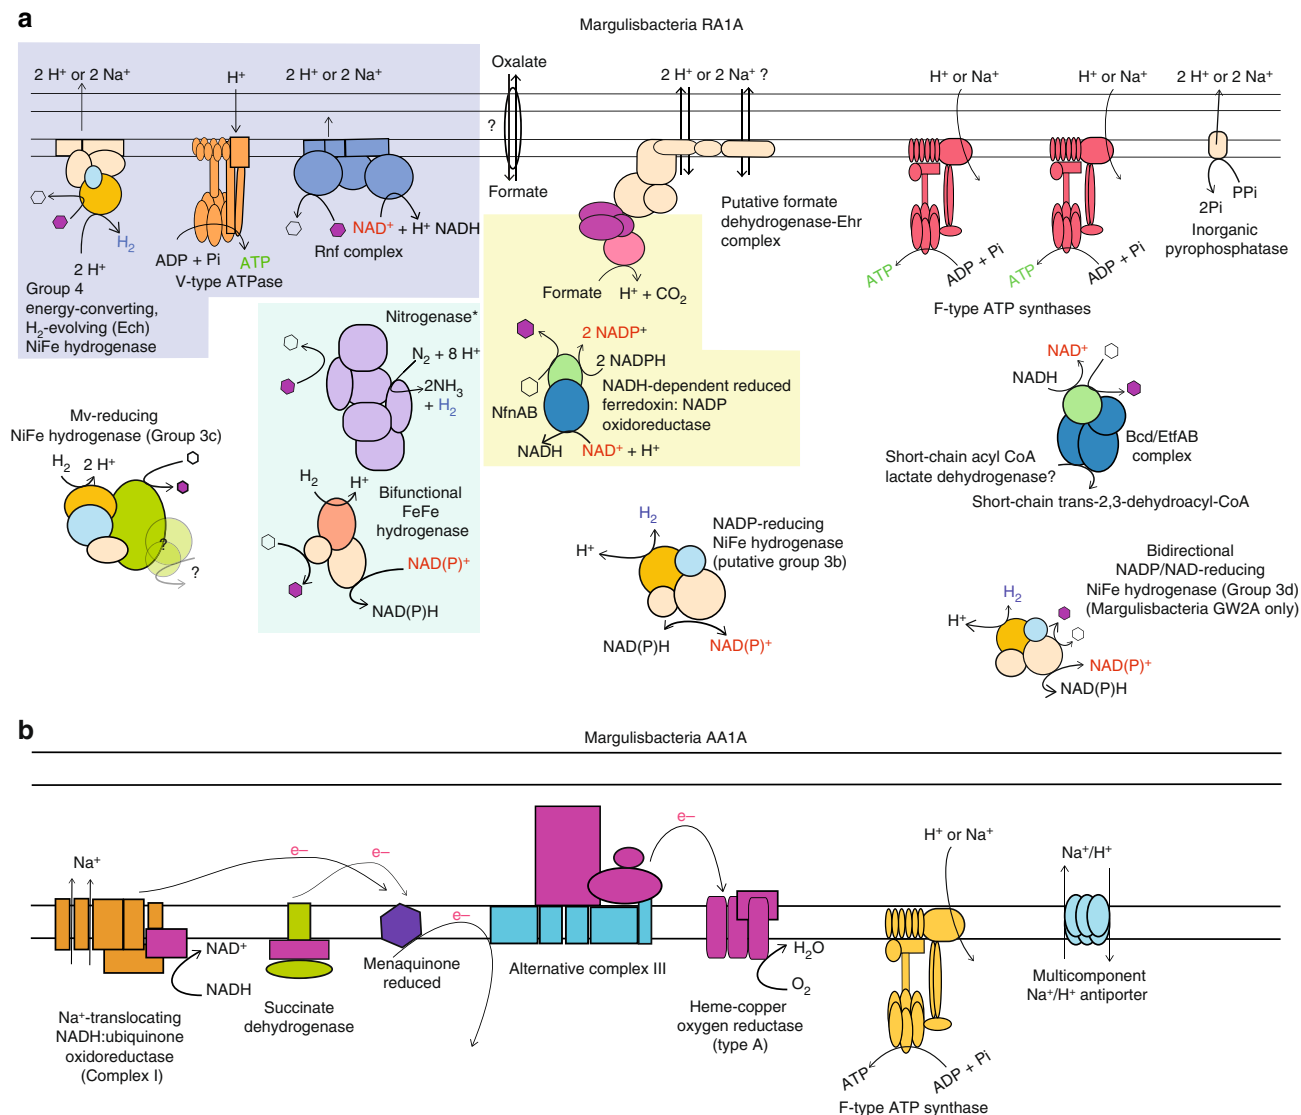 a
Margulisbacteria RA1A
2 H⁺ or 2 Na⁺
H⁺
2 H⁺ or 2 Na⁺
Oxalate
2 H⁺ or 2 Na⁺ ?
H⁺ or Na⁺
H⁺ or Na⁺
2 H⁺ or 2 Na⁺
?
Formate
H₂
2 H⁺
Group 4
energy-converting,
H₂-evolving (Ech)
NiFe hydrogenase
ADP + Pi
ATP
V-type ATPase
NAD⁺ + H⁺ NADH
Rnf complex
Putative formate
dehydrogenase-Ehr
complex
Formate
H⁺ + CO₂
ATP
ADP + Pi
ATP
ADP + Pi
F-type ATP synthases
PPi
2Pi
Inorganic
pyrophosphatase
Nitrogenase*
N₂ + 8 H⁺
2NH₃
+ H₂
2 NADP⁺
2 NADPH
NfnAB
NADH-dependent reduced
ferredoxin: NADP
oxidoreductase
NADH
NAD⁺ + H⁺
NAD⁺
NADH
Bcd/EtfAB
complex
Short-chain acyl CoA
lactate dehydrogenase?
Short-chain trans-2,3-dehydroacyl-CoA
Mv-reducing
NiFe hydrogenase (Group 3c)
H₂
2 H⁺
?
?
H₂
H⁺
Bifunctional
FeFe
hydrogenase
NAD(P)⁺
NAD(P)H
H₂
H⁺
NADP-reducing
NiFe hydrogenase
(putative group 3b)
NAD(P)H
NAD(P)⁺
Bidirectional
NADP/NAD-reducing
NiFe hydrogenase (Group 3d)
(Margulisbacteria GW2A only)
H₂
H⁺
NAD(P)⁺
NAD(P)H
b
Margulisbacteria AA1A
Na⁺
e–
e–
e–
e–
H⁺ or Na⁺
Na⁺/H⁺
NAD⁺
NADH
Na⁺-translocating
NADH:ubiquinone
oxidoreductase
(Complex I)
Succinate
dehydrogenase
Menaquinone
reduced
Alternative complex III
H₂O
O₂
Heme-copper
oxygen reductase
(type A)
ATP
ADP + Pi
F-type ATP synthase
Multicomponent
Na⁺/H⁺ antiporter